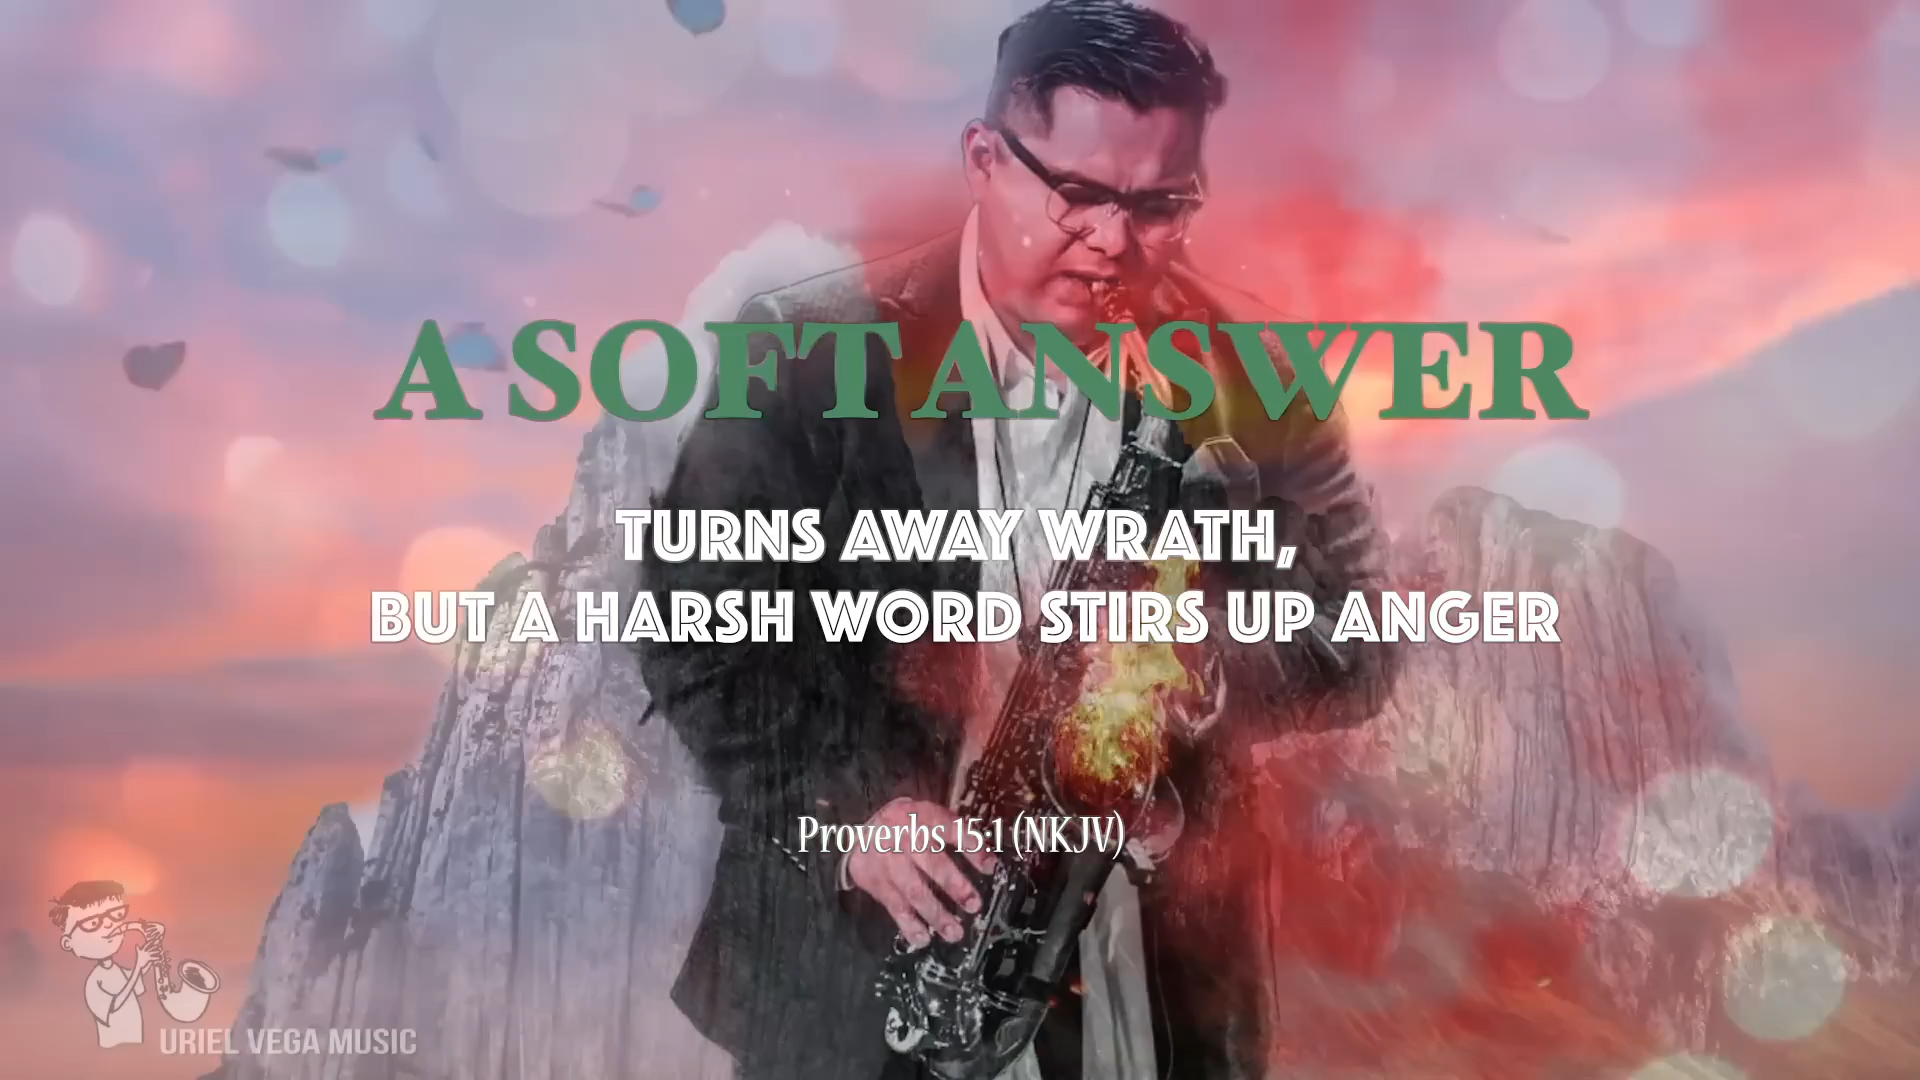 A SOFT ANSWER
TURNS AWAY WRATH,
BUT A HARSH WORD STIRS UP ANGER
Proverbs 15:1 (NKJV)
URIEL VEGA MUSIC